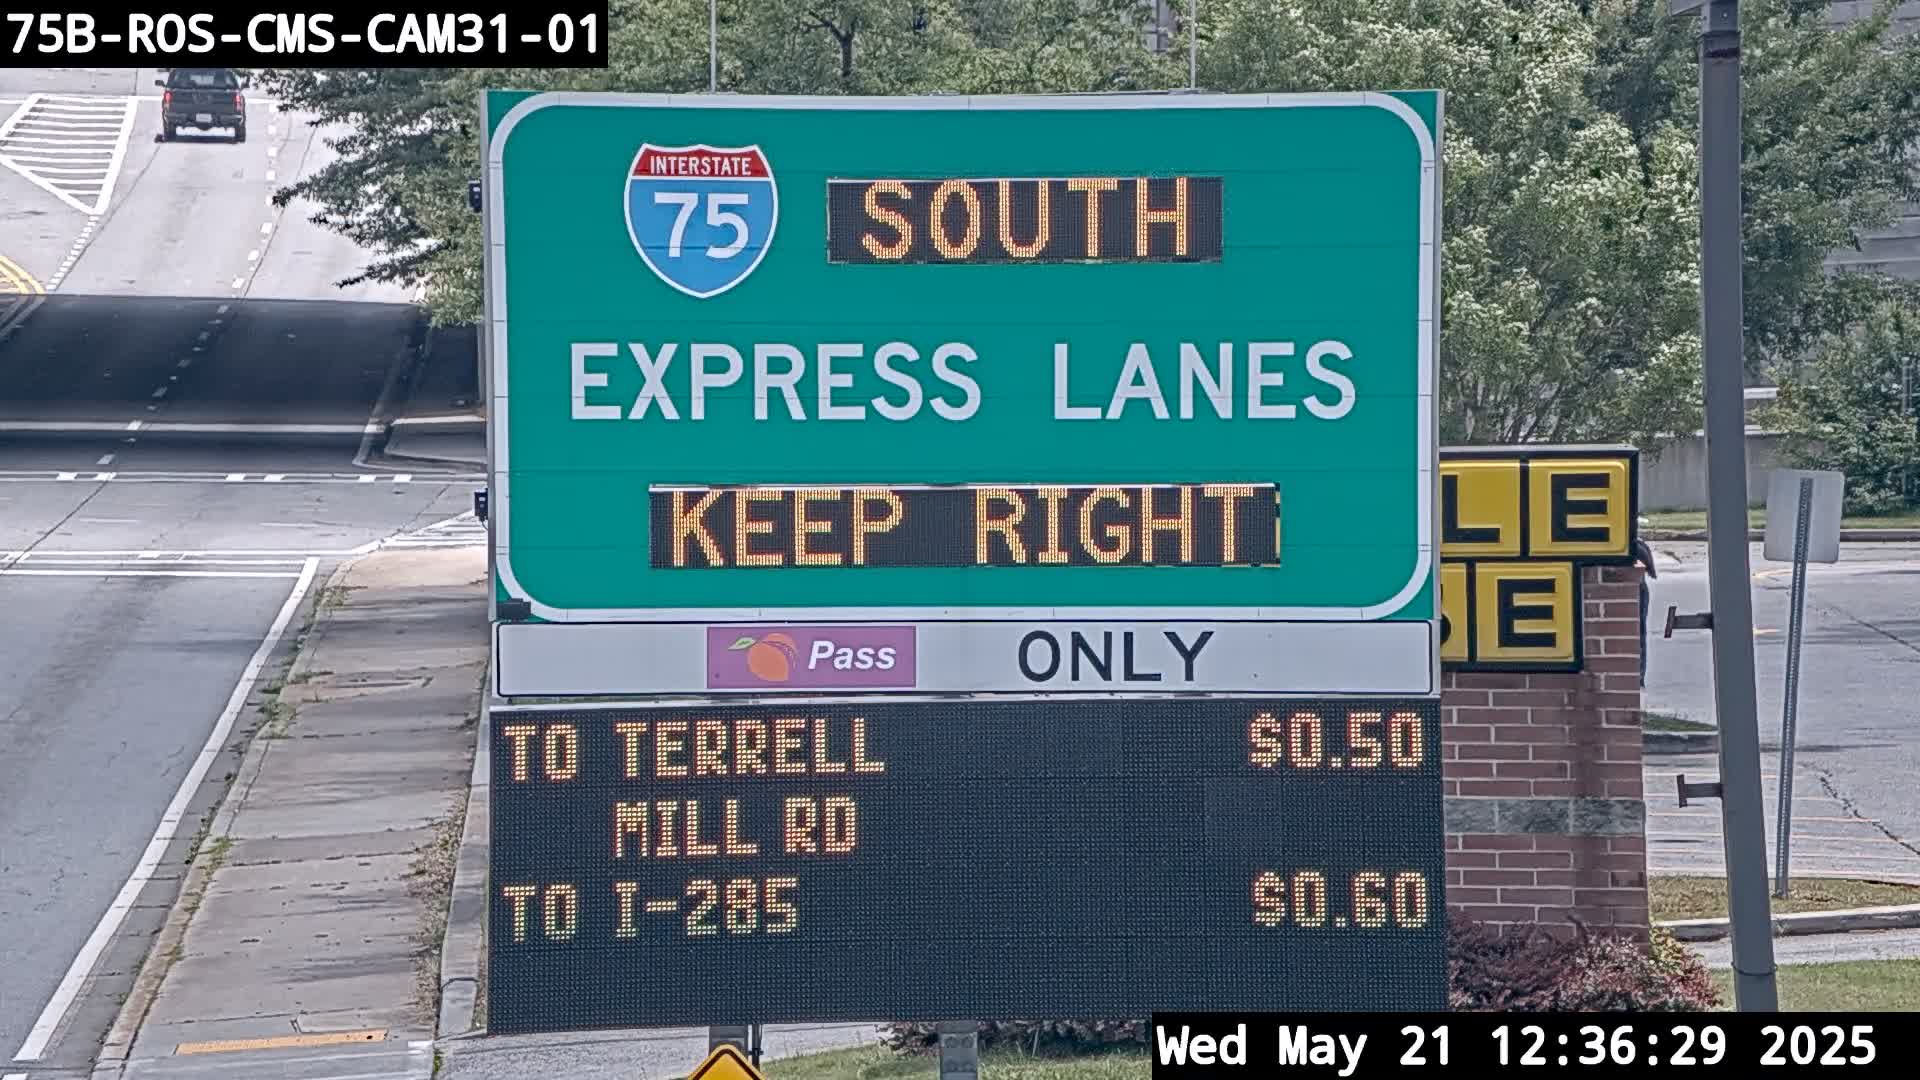 75B-ROS-CMS-CAM31-01
INTERSTATE
75
SOUTH
EXPRESS LANES
KEEP RIGHT
Pass ONLY
TO TERRELL $0.50
MILL RD
TO I-285 $0.60
LE
E
Wed May 21 12:36:29 2025